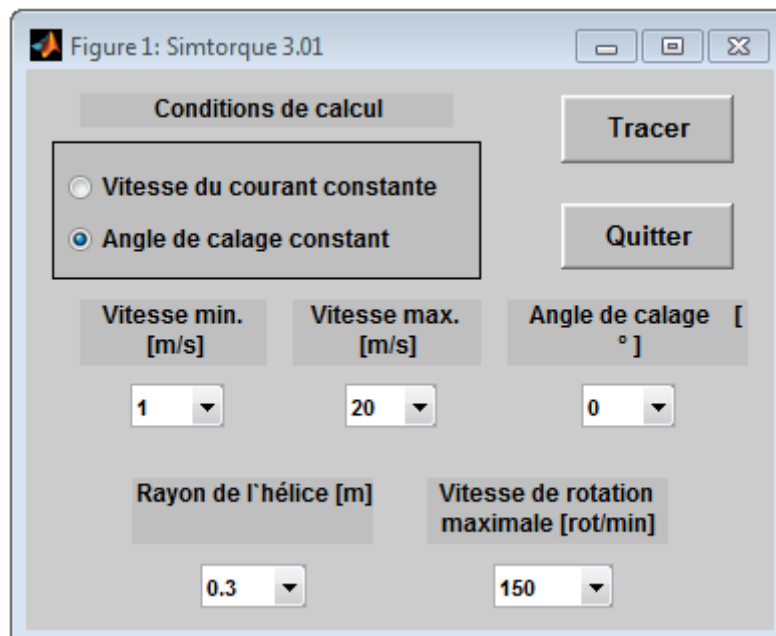 Figure 1: Simtorque 3.01
Conditions de calcul
Tracer
Vitesse du courant constante
Angle de calage constant
Quitter
Vitesse min.
[m/s]
Vitesse max.
[m/s]
Angle de calage [
° ]
1
20
0
Rayon de l`hélice [m]
Vitesse de rotation
maximale [rot/min]
0.3
150